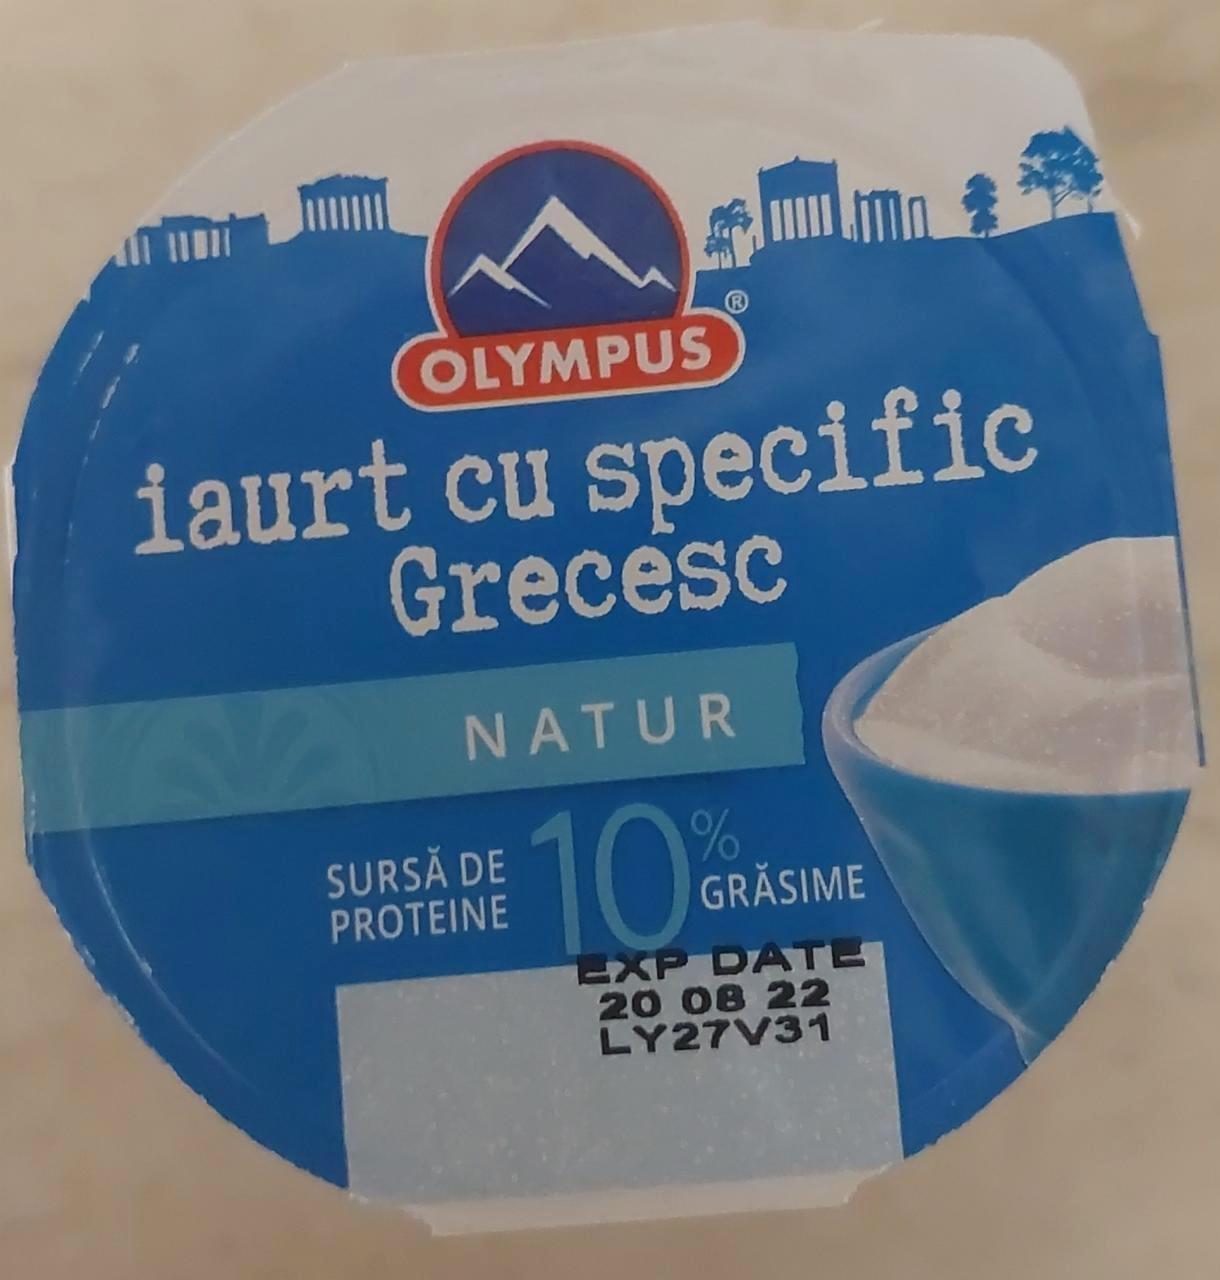 OLYMPUS®
iaurt cu specific
Grecesc
NATUR
SURSĂ DE
PROTEINE
10%
GRĂSIME
EXP DATE
20 08 22
LY27V31